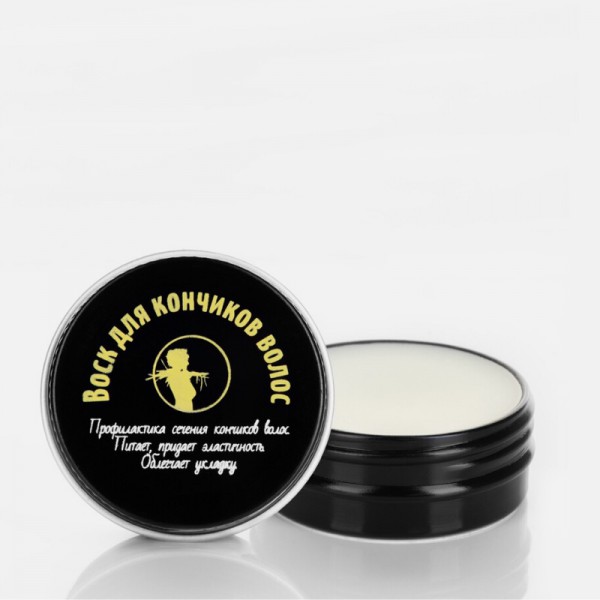 Воск для кончиков волос
Профилактика сечения кончиков волос
Питает, придает эластичность
Облегчает укладку